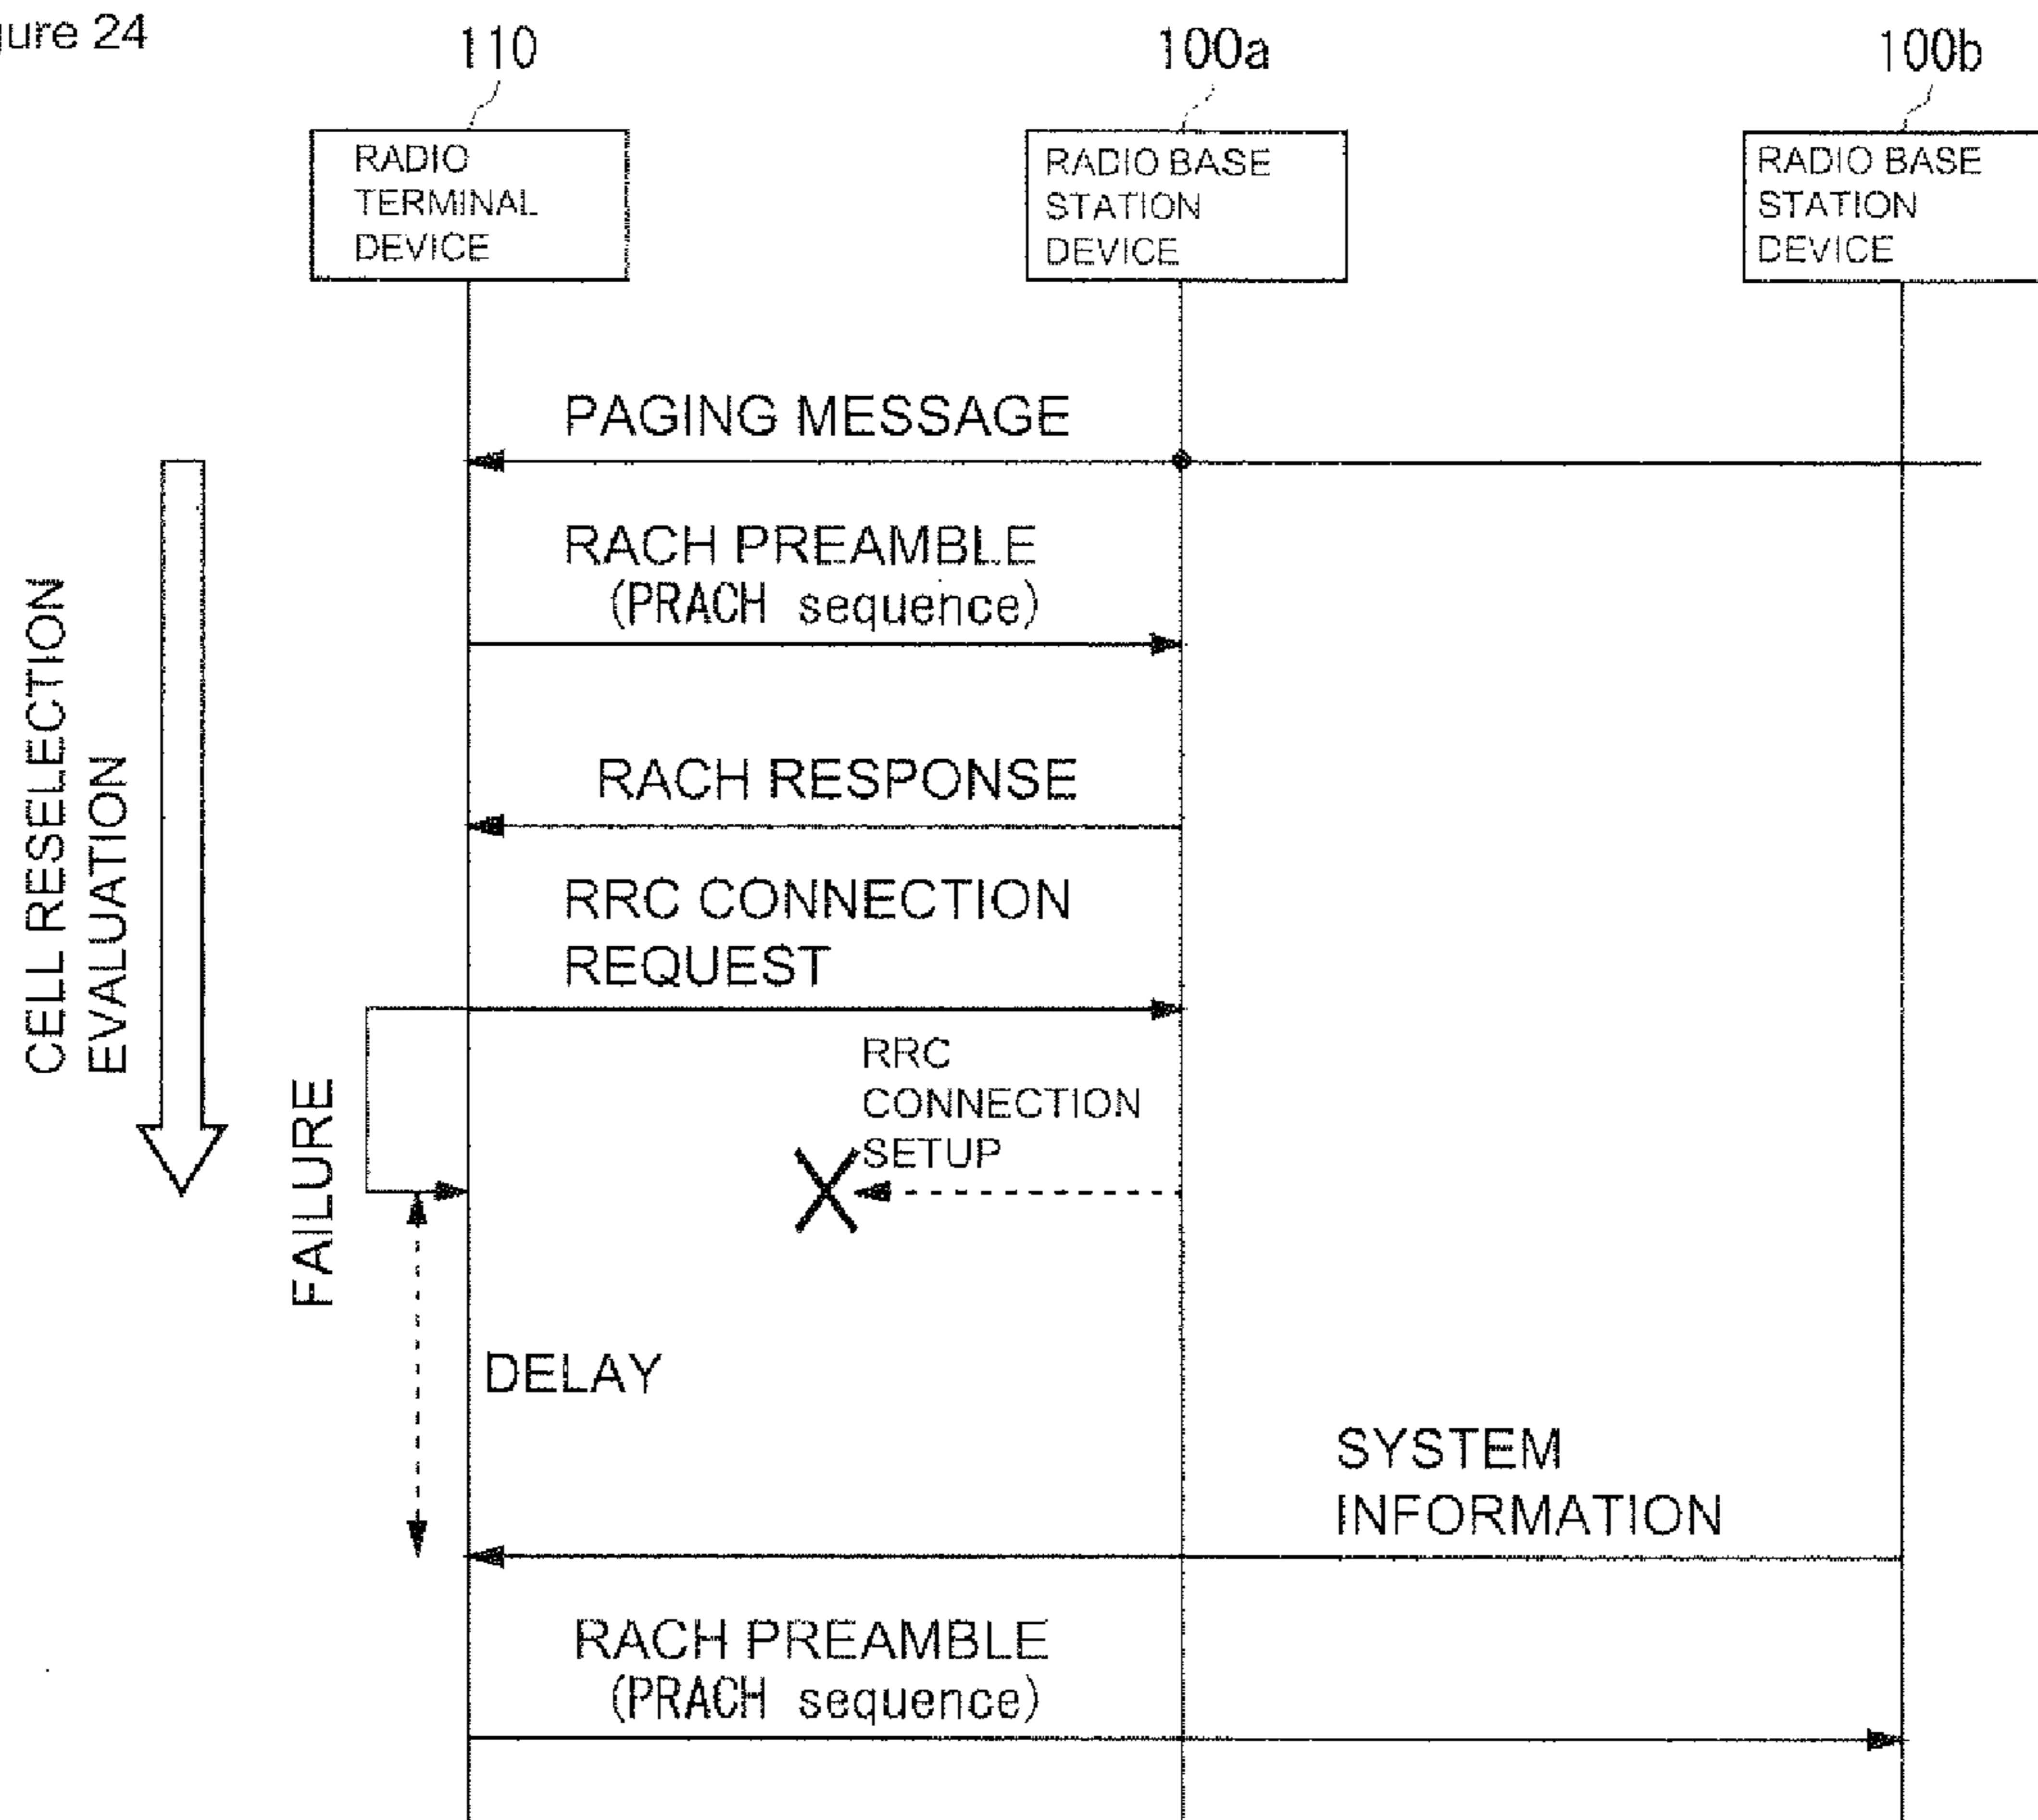 gure 24
110
100a
100b
RADIO
TERMINAL
DEVICE
RADIO BASE
STATION
DEVICE
RADIO BASE
STATION
DEVICE
PAGING MESSAGE
RACH PREAMBLE
(PRACH sequence)
RACH RESPONSE
RRC CONNECTION
REQUEST
CELL RESELECTION
EVALUATION
RRC
CONNECTION
SETUP
FAILURE
DELAY
SYSTEM
INFORMATION
RACH PREAMBLE
(PRACH sequence)